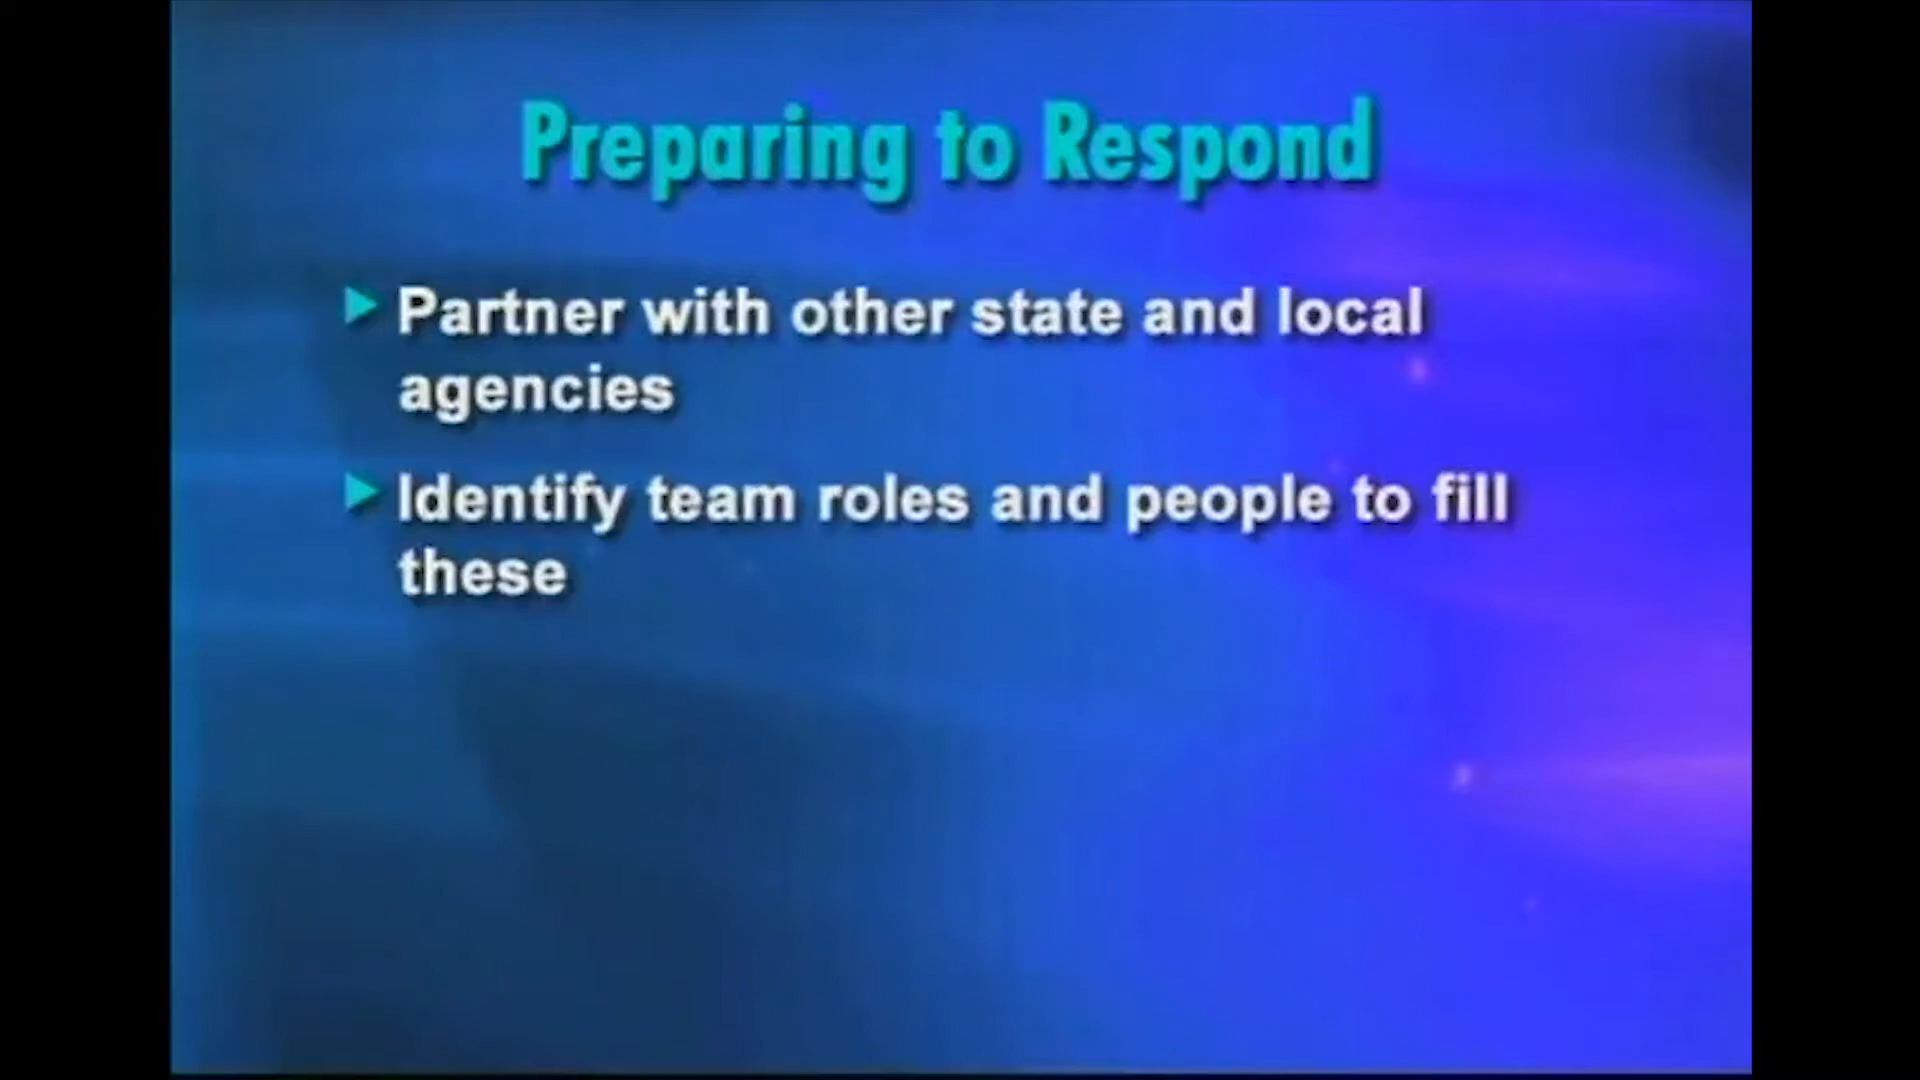 Preparing to Respond
Partner with other state and local
agencies
Identify team roles and people to fill
these